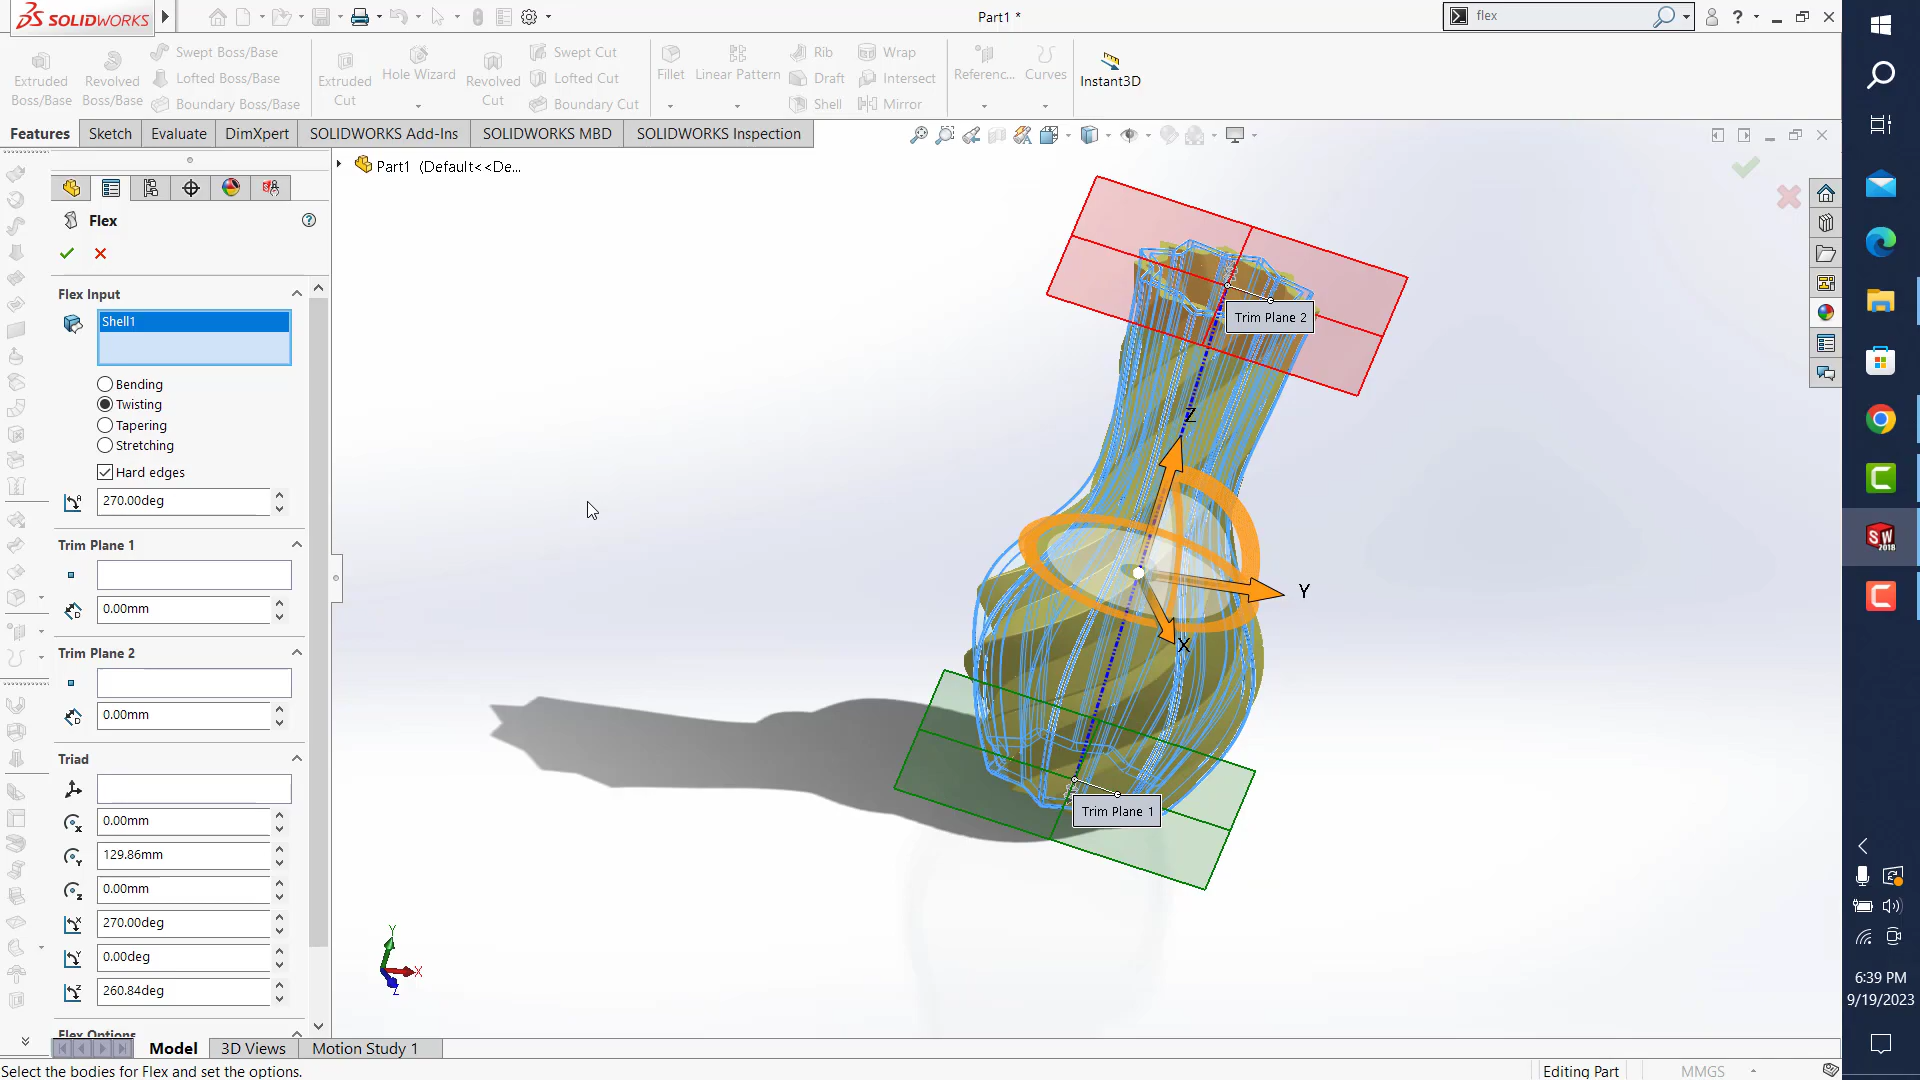 SOLIDWORKS
Part1 *
flex
Extruded Boss/Base
Revolved Boss/Base
Swept Boss/Base
Lofted Boss/Base
Boundary Boss/Base
Extruded Cut
Hole Wizard
Revolved Cut
Swept Cut
Lofted Cut
Boundary Cut
Fillet
Linear Pattern
Rib
Draft
Shell
Wrap
Intersect
Mirror
Referenc...
Curves
Instant3D
Features
Sketch
Evaluate
DimXpert
SOLIDWORKS Add-Ins
SOLIDWORKS MBD
SOLIDWORKS Inspection
Part1 (Default<<De...
Flex
Flex Input
Shell1
Bending
Twisting
Tapering
Stretching
Hard edges
270.00deg
Trim Plane 1
0.00mm
Trim Plane 2
0.00mm
Triad
0.00mm
129.86mm
0.00mm
270.00deg
0.00deg
260.84deg
Flex Options
Trim Plane 2
Z
Y
X
Trim Plane 1
Y
X
Z
Model
3D Views
Motion Study 1
Select the bodies for Flex and set the options.
Editing Part
MMGS
SW
2018
6:39 PM
9/19/2023